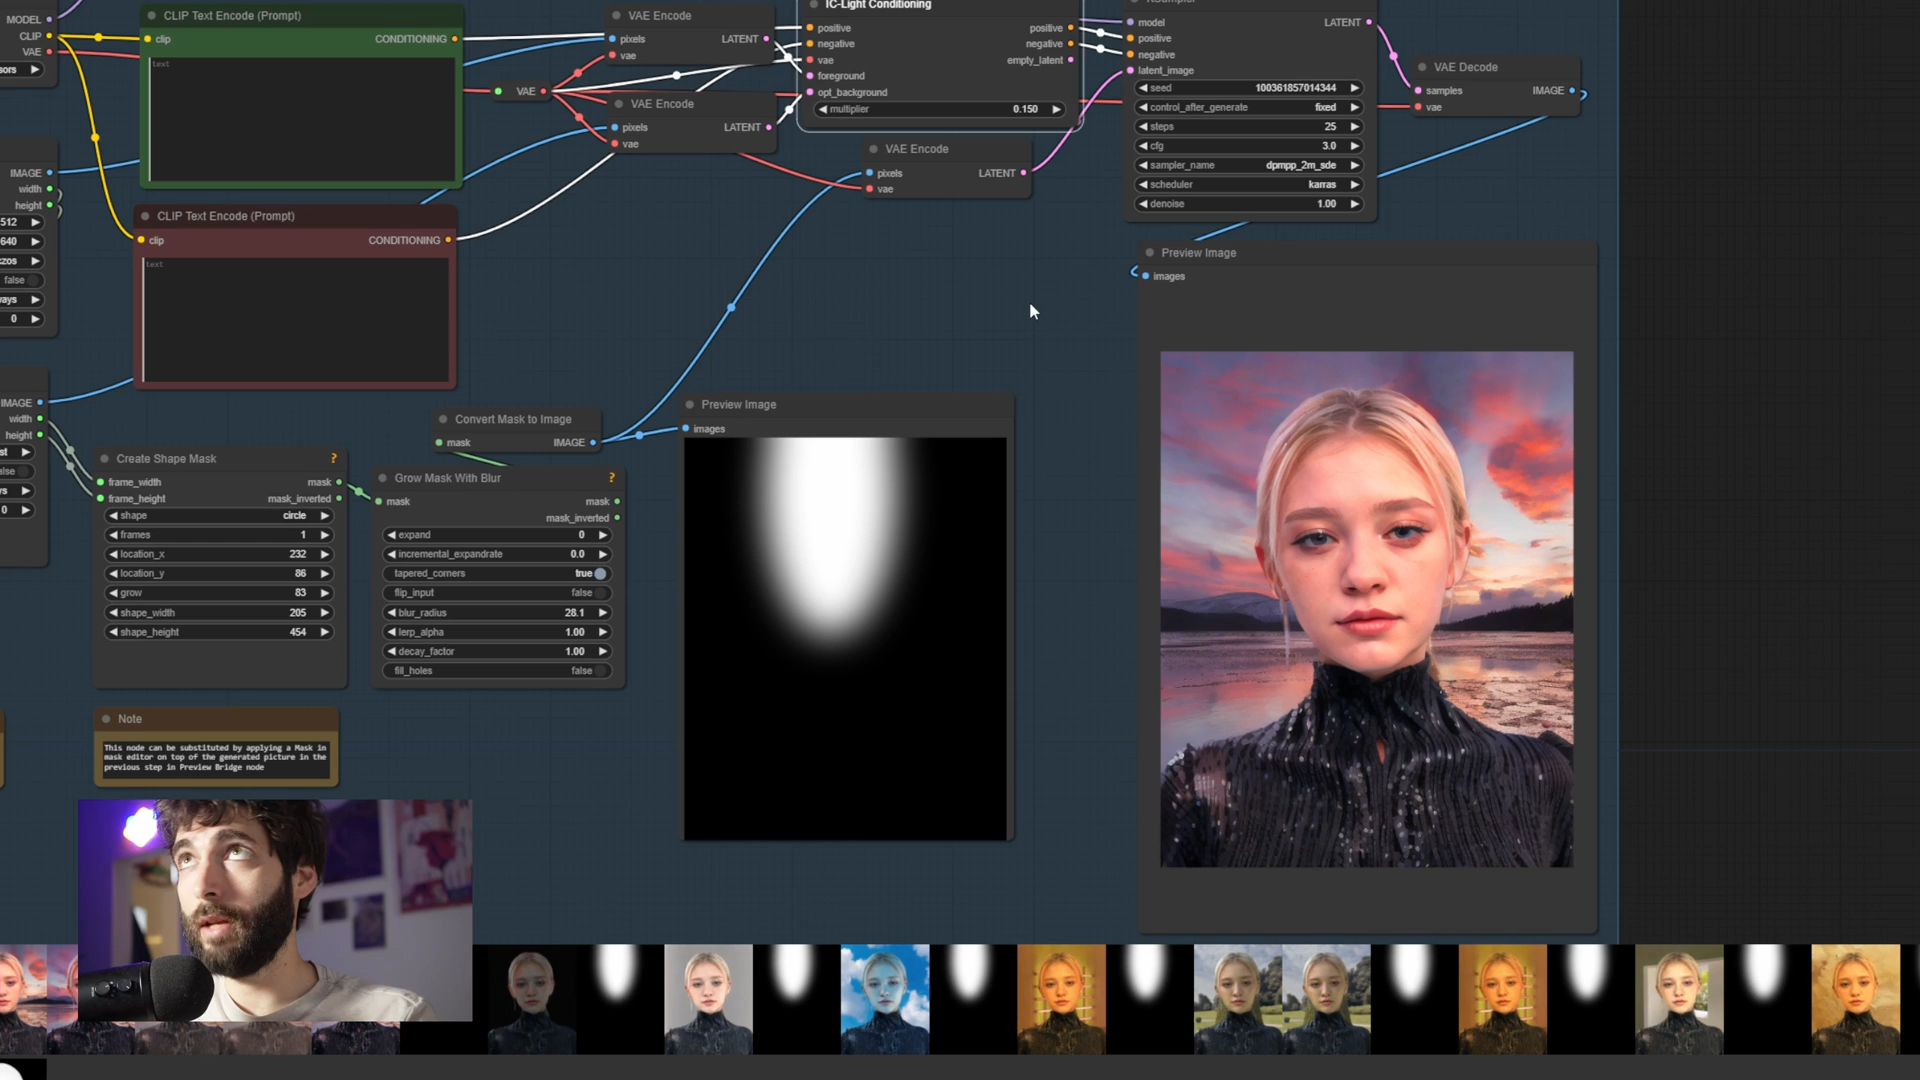 MODEL
CLIP
VAE
sors
CLIP Text Encode (Prompt)
clip
CONDITIONING
text
VAE
VAE Encode
pixels
LATENT
vae
VAE Encode
pixels
LATENT
vae
IC-Light Conditioning
positive
positive
negative
negative
vae
empty_latent
foreground
opt_background
multiplier
0.150
VAE Encode
pixels
LATENT
vae
model
LATENT
positive
negative
latent_image
seed
100361857014344
control_after_generate
fixed
steps
25
cfg
3.0
sampler_name
dpmpp_2m_sde
scheduler
karras
denoise
1.00
VAE Decode
samples
IMAGE
vae
IMAGE
width
height
512
640
czos
false
ways
0
CLIP Text Encode (Prompt)
clip
CONDITIONING
text
Preview Image
images
IMAGE
width
height
st
alse
s
0
Convert Mask to Image
mask
IMAGE
Preview Image
images
Create Shape Mask
?
frame_width
mask
frame_height
mask_inverted
shape
circle
frames
1
location_x
232
location_y
86
grow
83
shape_width
205
shape_height
454
Grow Mask With Blur
?
mask
mask
mask_inverted
expand
0
incremental_expandrate
0.0
tapered_corners
true
flip_input
false
blur_radius
28.1
lerp_alpha
1.00
decay_factor
1.00
fill_holes
false
Note
This node can be substituted by applying a Mask in
mask editor on top of the generated picture in the
previous step in Preview Bridge node